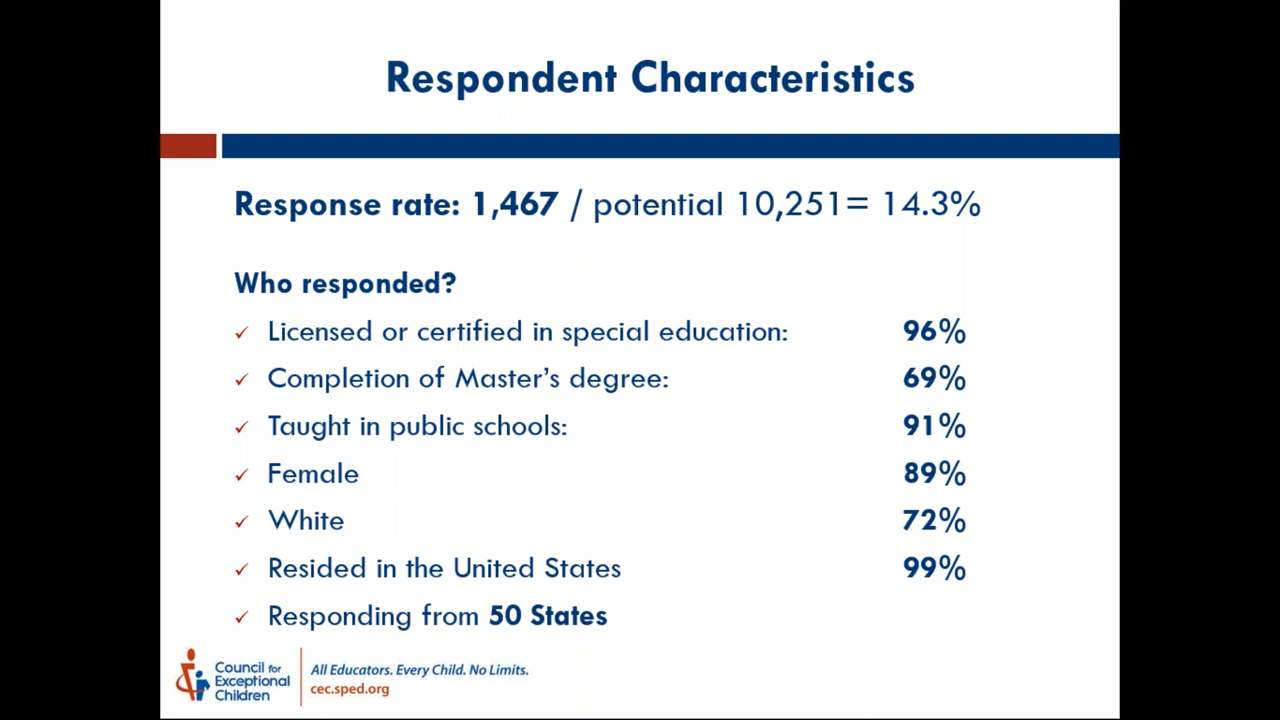 Respondent Characteristics
Response rate: 1,467 / potential 10,251= 14.3%
Who responded?
✓ Licensed or certified in special education: 96%
✓ Completion of Master's degree: 69%
✓ Taught in public schools: 91%
✓ Female 89%
✓ White 72%
✓ Resided in the United States 99%
✓ Responding from 50 States
Council for
Exceptional
Children
All Educators. Every Child. No Limits.
cec.sped.org